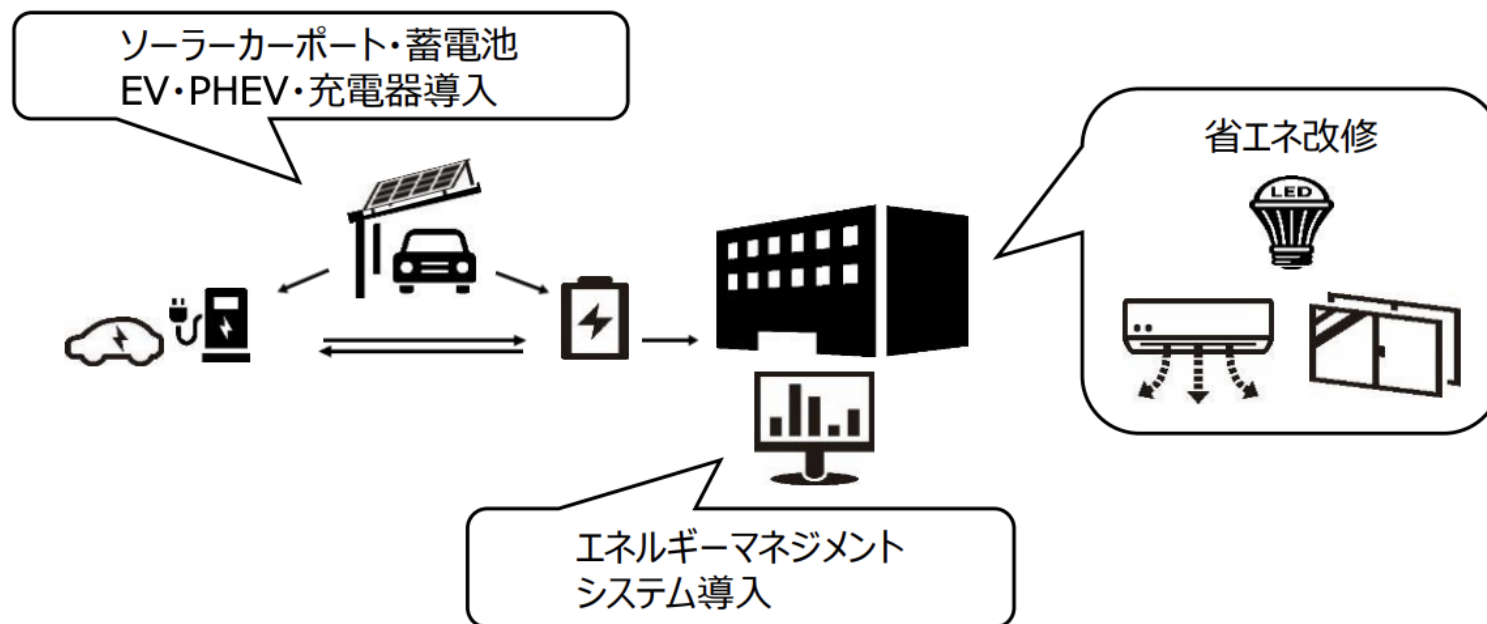 ソーラーカーポート・蓄電池
EV・PHEV・充電器導入
省エネ改修
LED
エネルギーマネジメント
システム導入